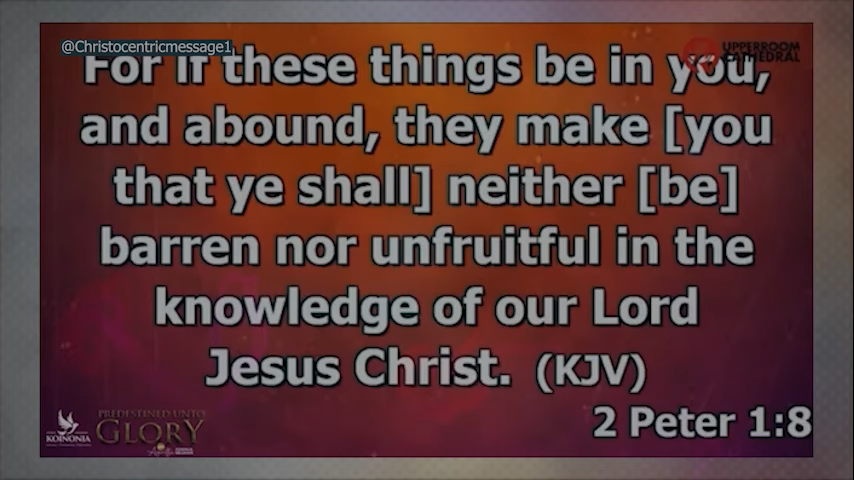 @Christocentricmessage1
UPPERROOM
CATHEDRAL
For if these things be in you,
and abound, they make [you
that ye shall] neither [be]
barren nor unfruitful in the
knowledge of our Lord
Jesus Christ. (KJV)
2 Peter 1:8
KOINONIA
PREDESTINED UNTO
GLORY